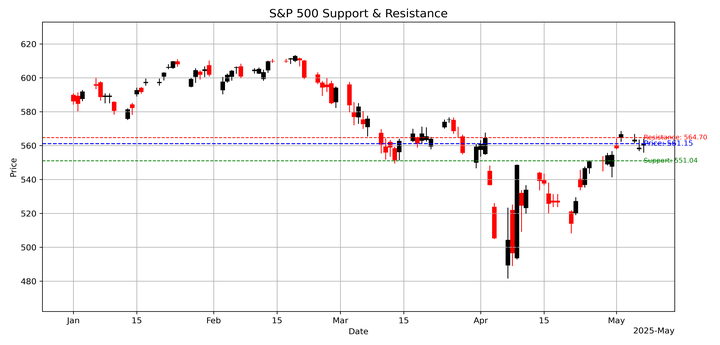 S&P 500 Support & Resistance
620
600
580
560
540
520
500
480
Price
Resistance: 564.70
Price: 561.15
Support: 551.04
Jan 15 Feb 15 Mar 15 Apr 15 May
Date
2025-May